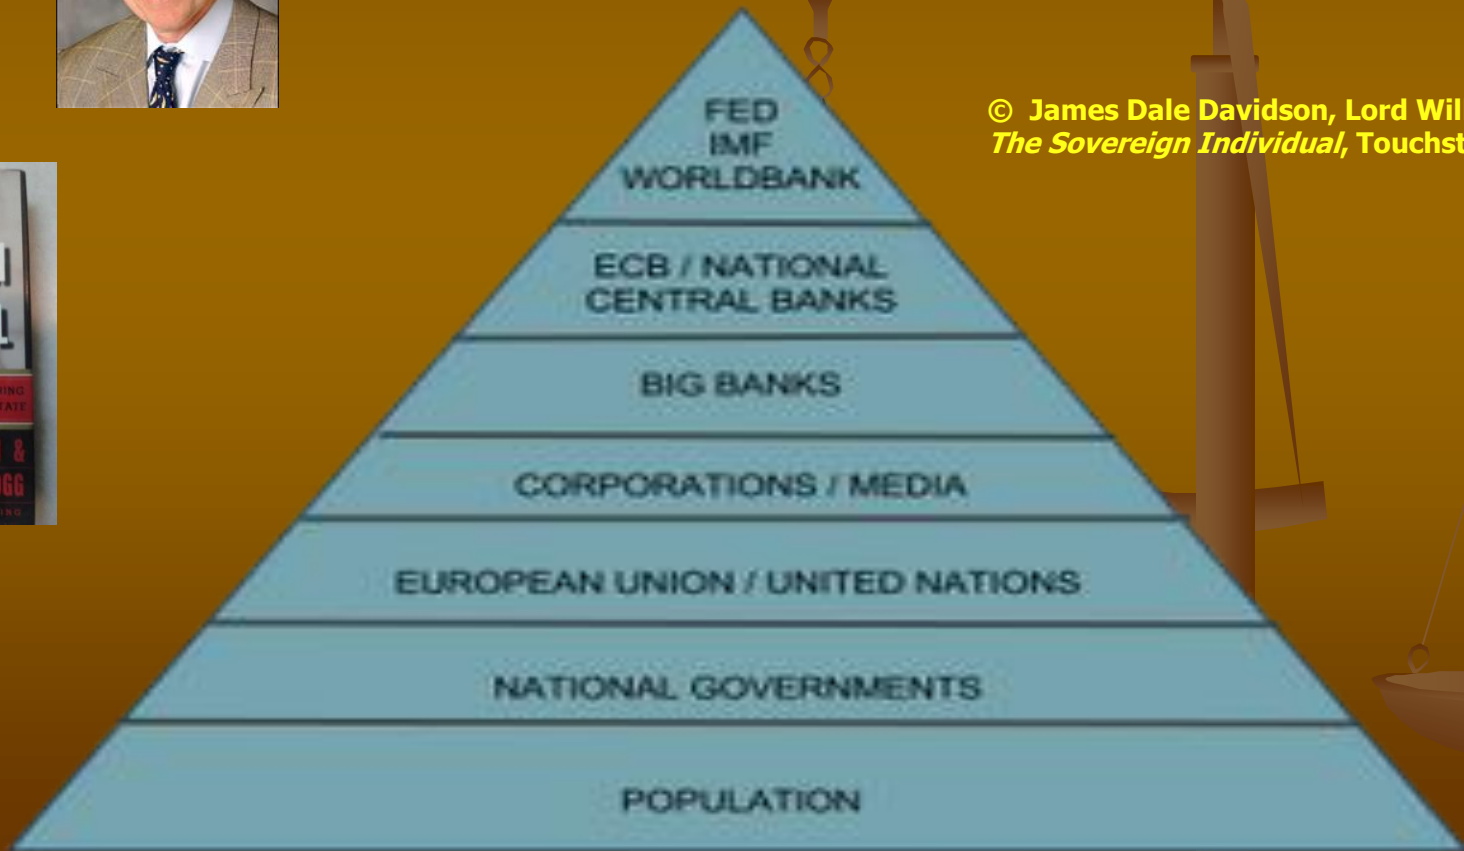 © James Dale Davidson, Lord Wil
The Sovereign Individual, Touchst
FED
IMF
WORLDBANK
ECB / NATIONAL
CENTRAL BANKS
BIG BANKS
CORPORATIONS / MEDIA
EUROPEAN UNION / UNITED NATIONS
NATIONAL GOVERNMENTS
POPULATION